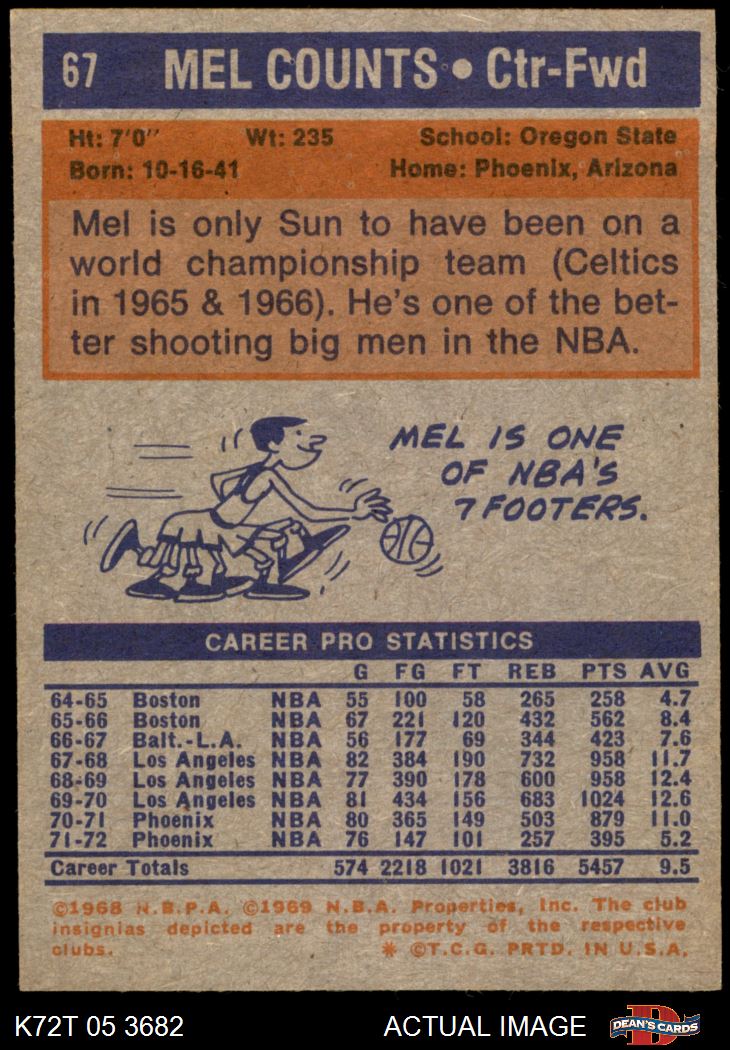 67 MEL COUNTS • Ctr-Fwd
Ht: 7'0" Wt: 235 School: Oregon State
Born: 10-16-41 Home: Phoenix, Arizona
Mel is only Sun to have been on a
world championship team (Celtics
in 1965 & 1966). He's one of the bet-
ter shooting big men in the NBA.
MEL IS ONE
OF NBA'S
7 FOOTERS.
CAREER PRO STATISTICS
G FG FT REB PTS AVG
64-65 Boston NBA 55 100 58 265 258 4.7
65-66 Boston NBA 67 221 120 432 562 8.4
66-67 Balt.-L.A. NBA 56 177 69 344 423 7.6
67-68 Los Angeles NBA 82 384 190 732 958 11.7
68-69 Los Angeles NBA 77 390 178 600 958 12.4
69-70 Los Angeles NBA 81 434 156 683 1024 12.6
70-71 Phoenix NBA 80 365 149 503 879 11.0
71-72 Phoenix NBA 76 147 101 257 395 5.2
Career Totals 574 2218 1021 3816 5457 9.5
©1968 N.B.P.A. ©1969 N.B.A. Properties, Inc. The club
insignias depicted are the property of the respective
clubs. * ©T.C.G. PRTD. IN U.S.A.
K72T 05 3682 ACTUAL IMAGE D DEAN'S CARDS